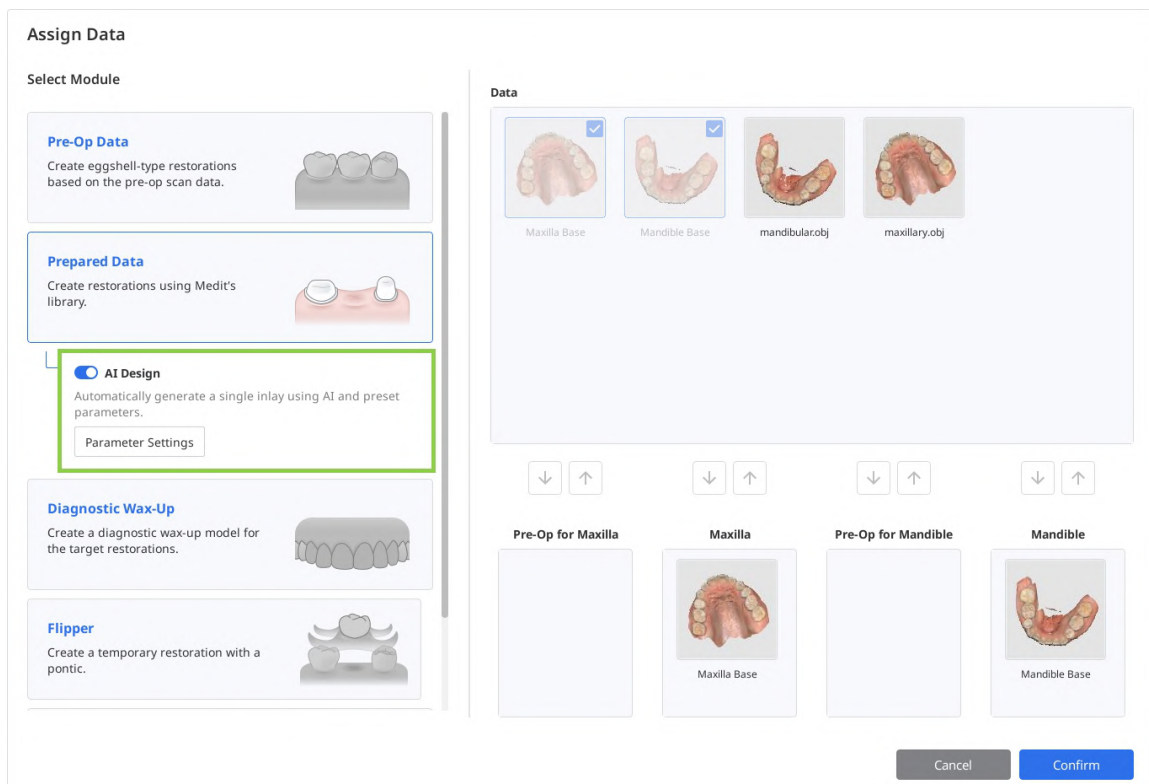 Assign Data
Select Module
Pre-Op Data
Create eggshell-type restorations
based on the pre-op scan data.
Prepared Data
Create restorations using Medit's
library.
AI Design
Automatically generate a single inlay using AI and preset
parameters.
Parameter Settings
Diagnostic Wax-Up
Create a diagnostic wax-up model for
the target restorations.
Flipper
Create a temporary restoration with a
pontic.
Data
Maxilla Base
Mandible Base
mandibular.obj
maxillary.obj
Pre-Op for Maxilla
Maxilla
Pre-Op for Mandible
Mandible
Maxilla Base
Mandible Base
Cancel
Confirm